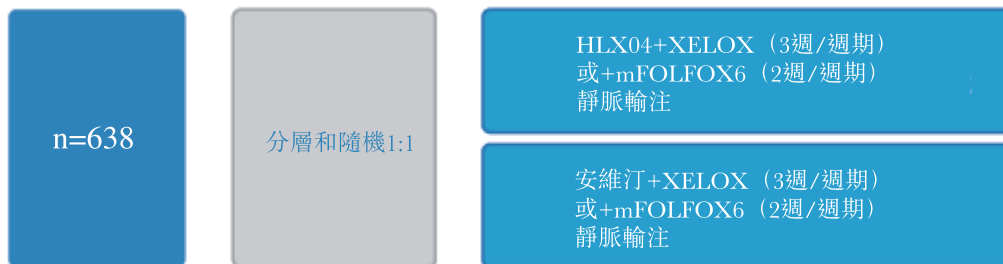 n=638
分層和隨機1:1
HLX04+XELOX（3週/週期）
或+mFOLFOX6（2週/週期）
靜脈輸注
安維汀+XELOX（3週/週期）
或+mFOLFOX6（2週/週期）
靜脈輸注